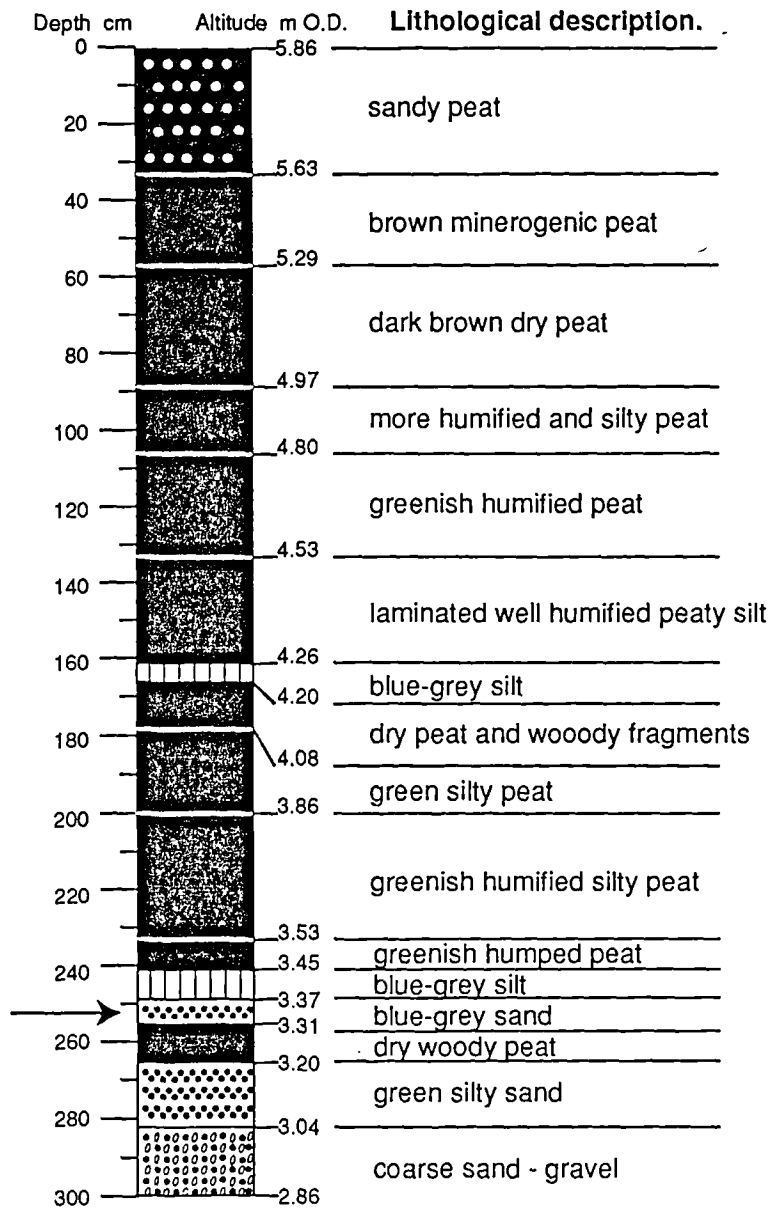 Depth cm Altitude m O.D. Lithological description.
0 5.86
sandy peat
20
5.63
40
brown minerogenic peat
5.29
60
dark brown dry peat
80
4.97
more humified and silty peat
100
4.80
greenish humified peat
120
4.53
140
laminated well humified peaty silt
160 4.26
blue-grey silt
4.20
180 dry peat and wooody fragments
4.08
green silty peat
200 3.86
greenish humified silty peat
220
3.53
greenish humped peat
240 3.45
blue-grey silt
3.37
blue-grey sand
3.31
260 dry woody peat
3.20
green silty sand
280 3.04
coarse sand - gravel
300 2.86